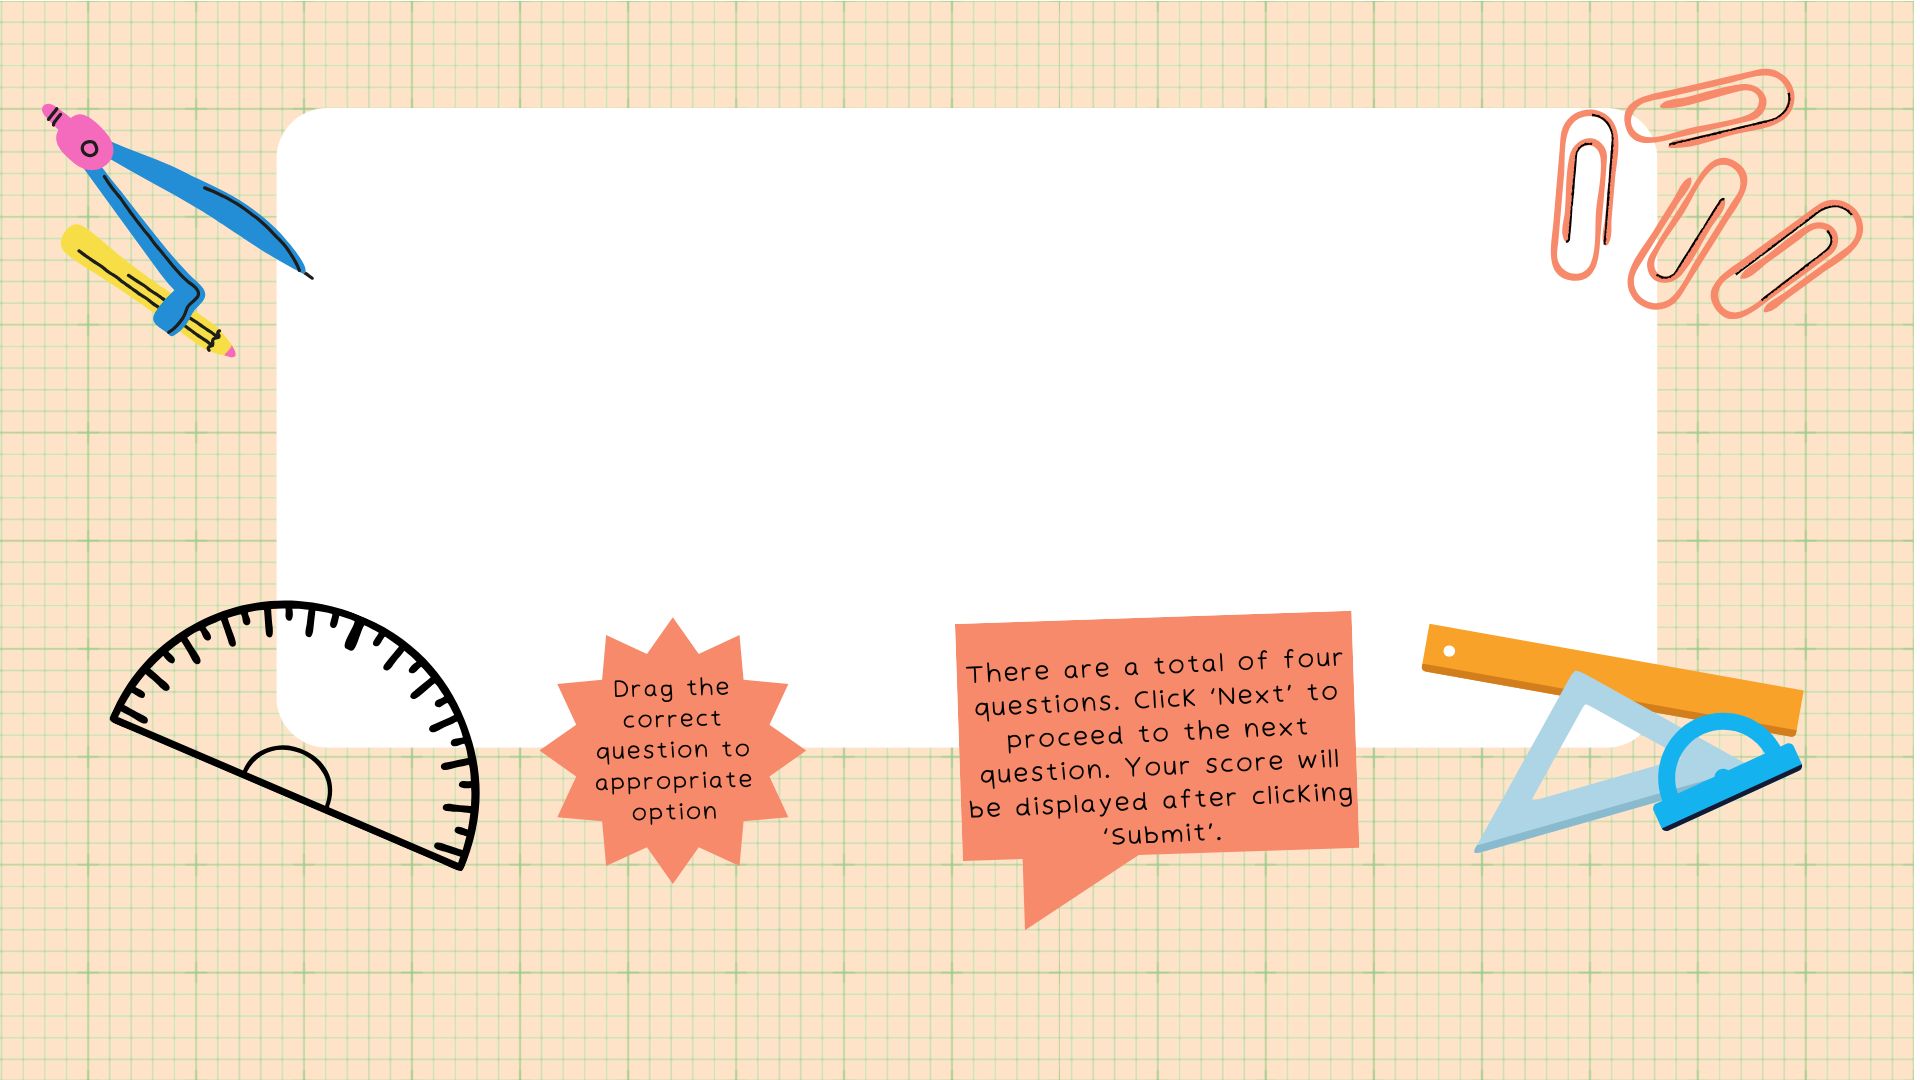 Drag the
correct
question to
appropriate
option
There are a total of four
questions. Click ‘Next’ to
proceed to the next
question. Your score will
be displayed after clicking
‘Submit’.